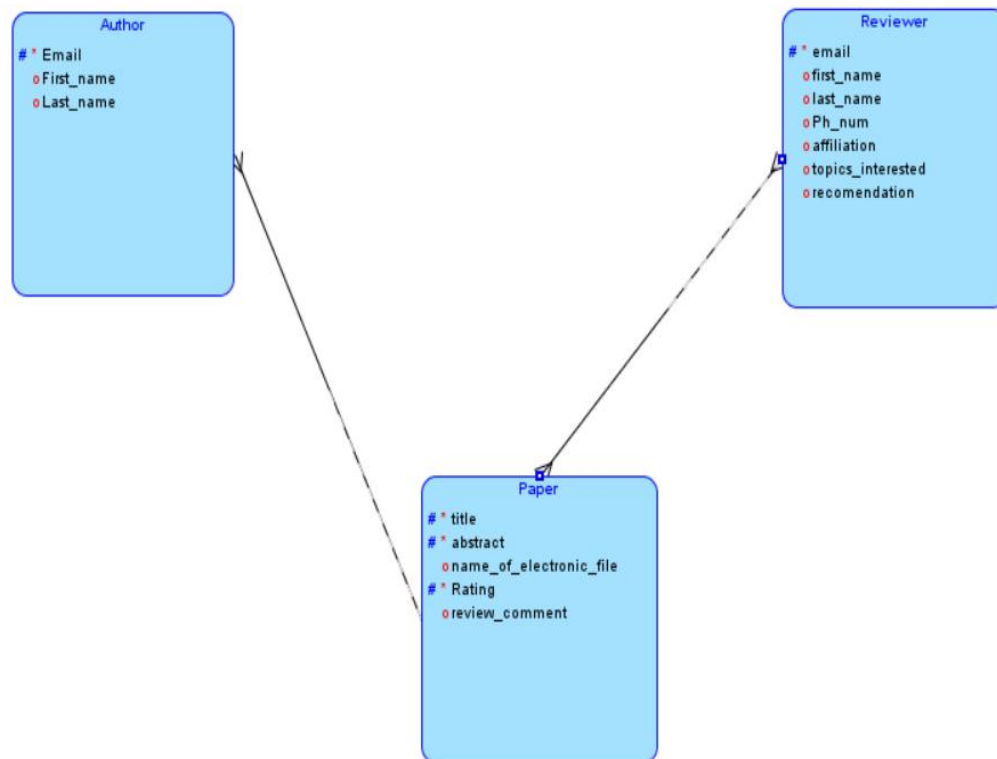 Author
# * Email
o First_name
o Last_name
Reviewer
# * email
o first_name
o last_name
o Ph_num
o affiliation
o topics_interested
o recomendation
Paper
# * title
# * abstract
o name_of_electronic_file
# * Rating
o review_comment